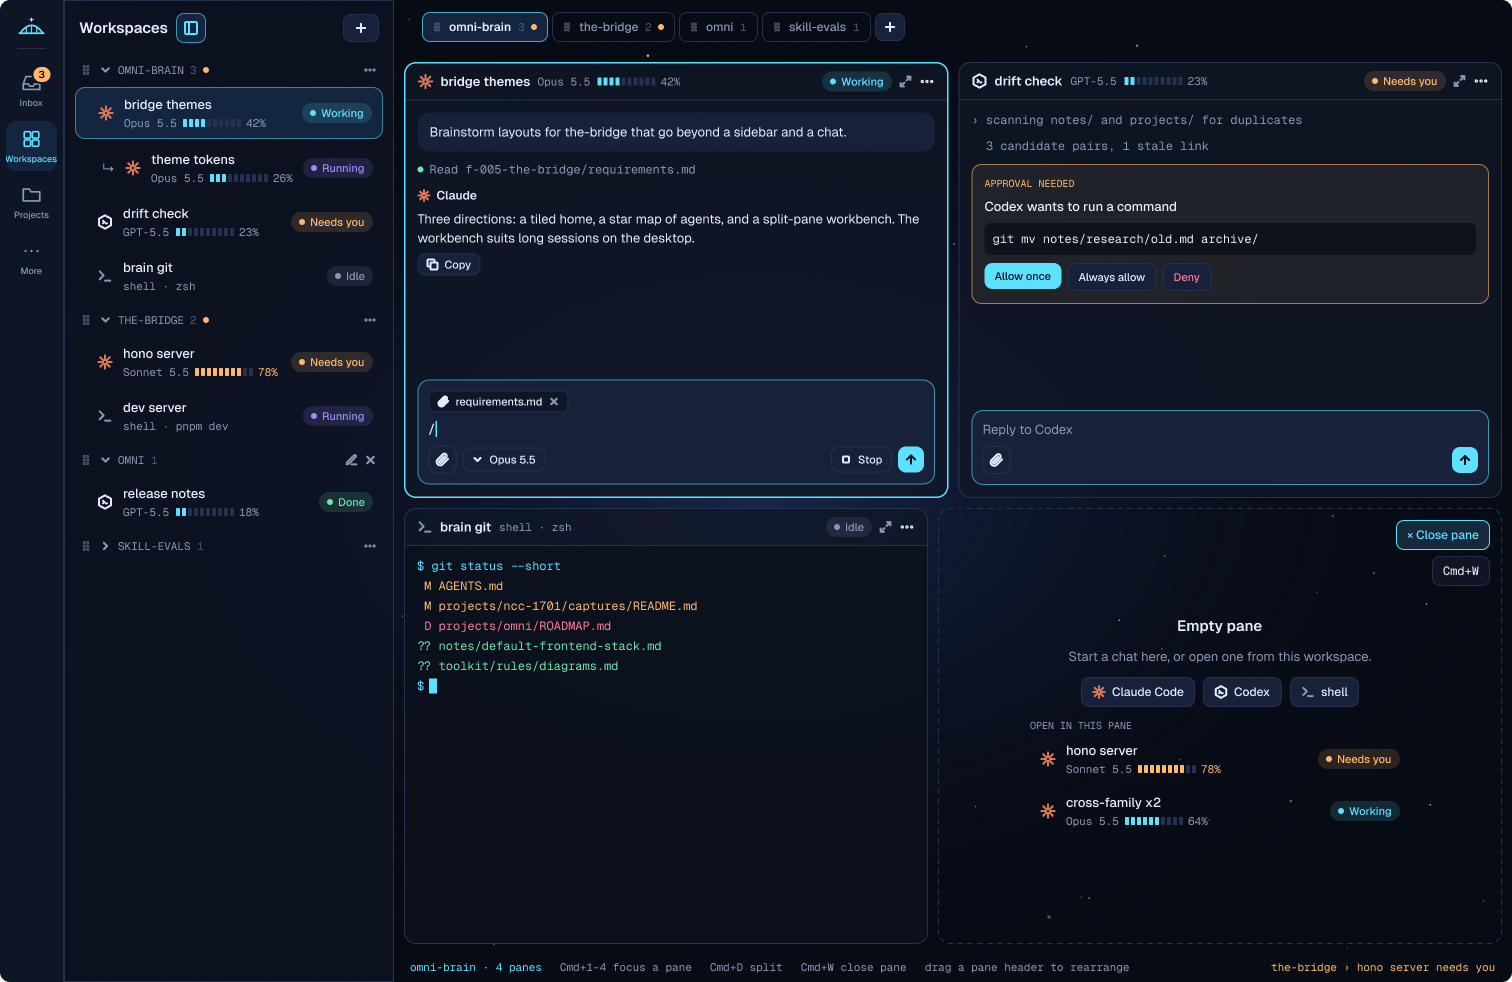 3
Inbox
Workspaces
Projects
More
Workspaces
OMNI-BRAIN 3
bridge themes
Opus 5.5 42%
Working
theme tokens
Opus 5.5 26%
Running
drift check
GPT-5.5 23%
Needs you
brain git
shell · zsh
Idle
THE-BRIDGE 2
hono server
Sonnet 5.5 78%
Needs you
dev server
shell · pnpm dev
Running
OMNI 1
release notes
GPT-5.5 18%
Done
SKILL-EVALS 1
omni-brain 3
the-bridge 2
omni 1
skill-evals 1
bridge themes Opus 5.5 42% Working
Brainstorm layouts for the-bridge that go beyond a sidebar and a chat.
Read f-005-the-bridge/requirements.md
Claude
Three directions: a tiled home, a star map of agents, and a split-pane workbench. The
workbench suits long sessions on the desktop.
Copy
requirements.md
/
Opus 5.5
Stop
drift check GPT-5.5 23% Needs you
› scanning notes/ and projects/ for duplicates
3 candidate pairs, 1 stale link
APPROVAL NEEDED
Codex wants to run a command
git mv notes/research/old.md archive/
Allow once
Always allow
Deny
Reply to Codex
brain git shell · zsh Idle
$ git status --short
M AGENTS.md
M projects/ncc-1701/captures/README.md
D projects/omni/ROADMAP.md
?? notes/default-frontend-stack.md
?? toolkit/rules/diagrams.md
$
× Close pane
Cmd+W
Empty pane
Start a chat here, or open one from this workspace.
Claude Code
Codex
shell
OPEN IN THIS PANE
hono server
Sonnet 5.5 78%
Needs you
cross-family x2
Opus 5.5 64%
Working
omni-brain · 4 panes Cmd+1-4 focus a pane Cmd+D split Cmd+W close pane drag a pane header to rearrange
the-bridge › hono server needs you